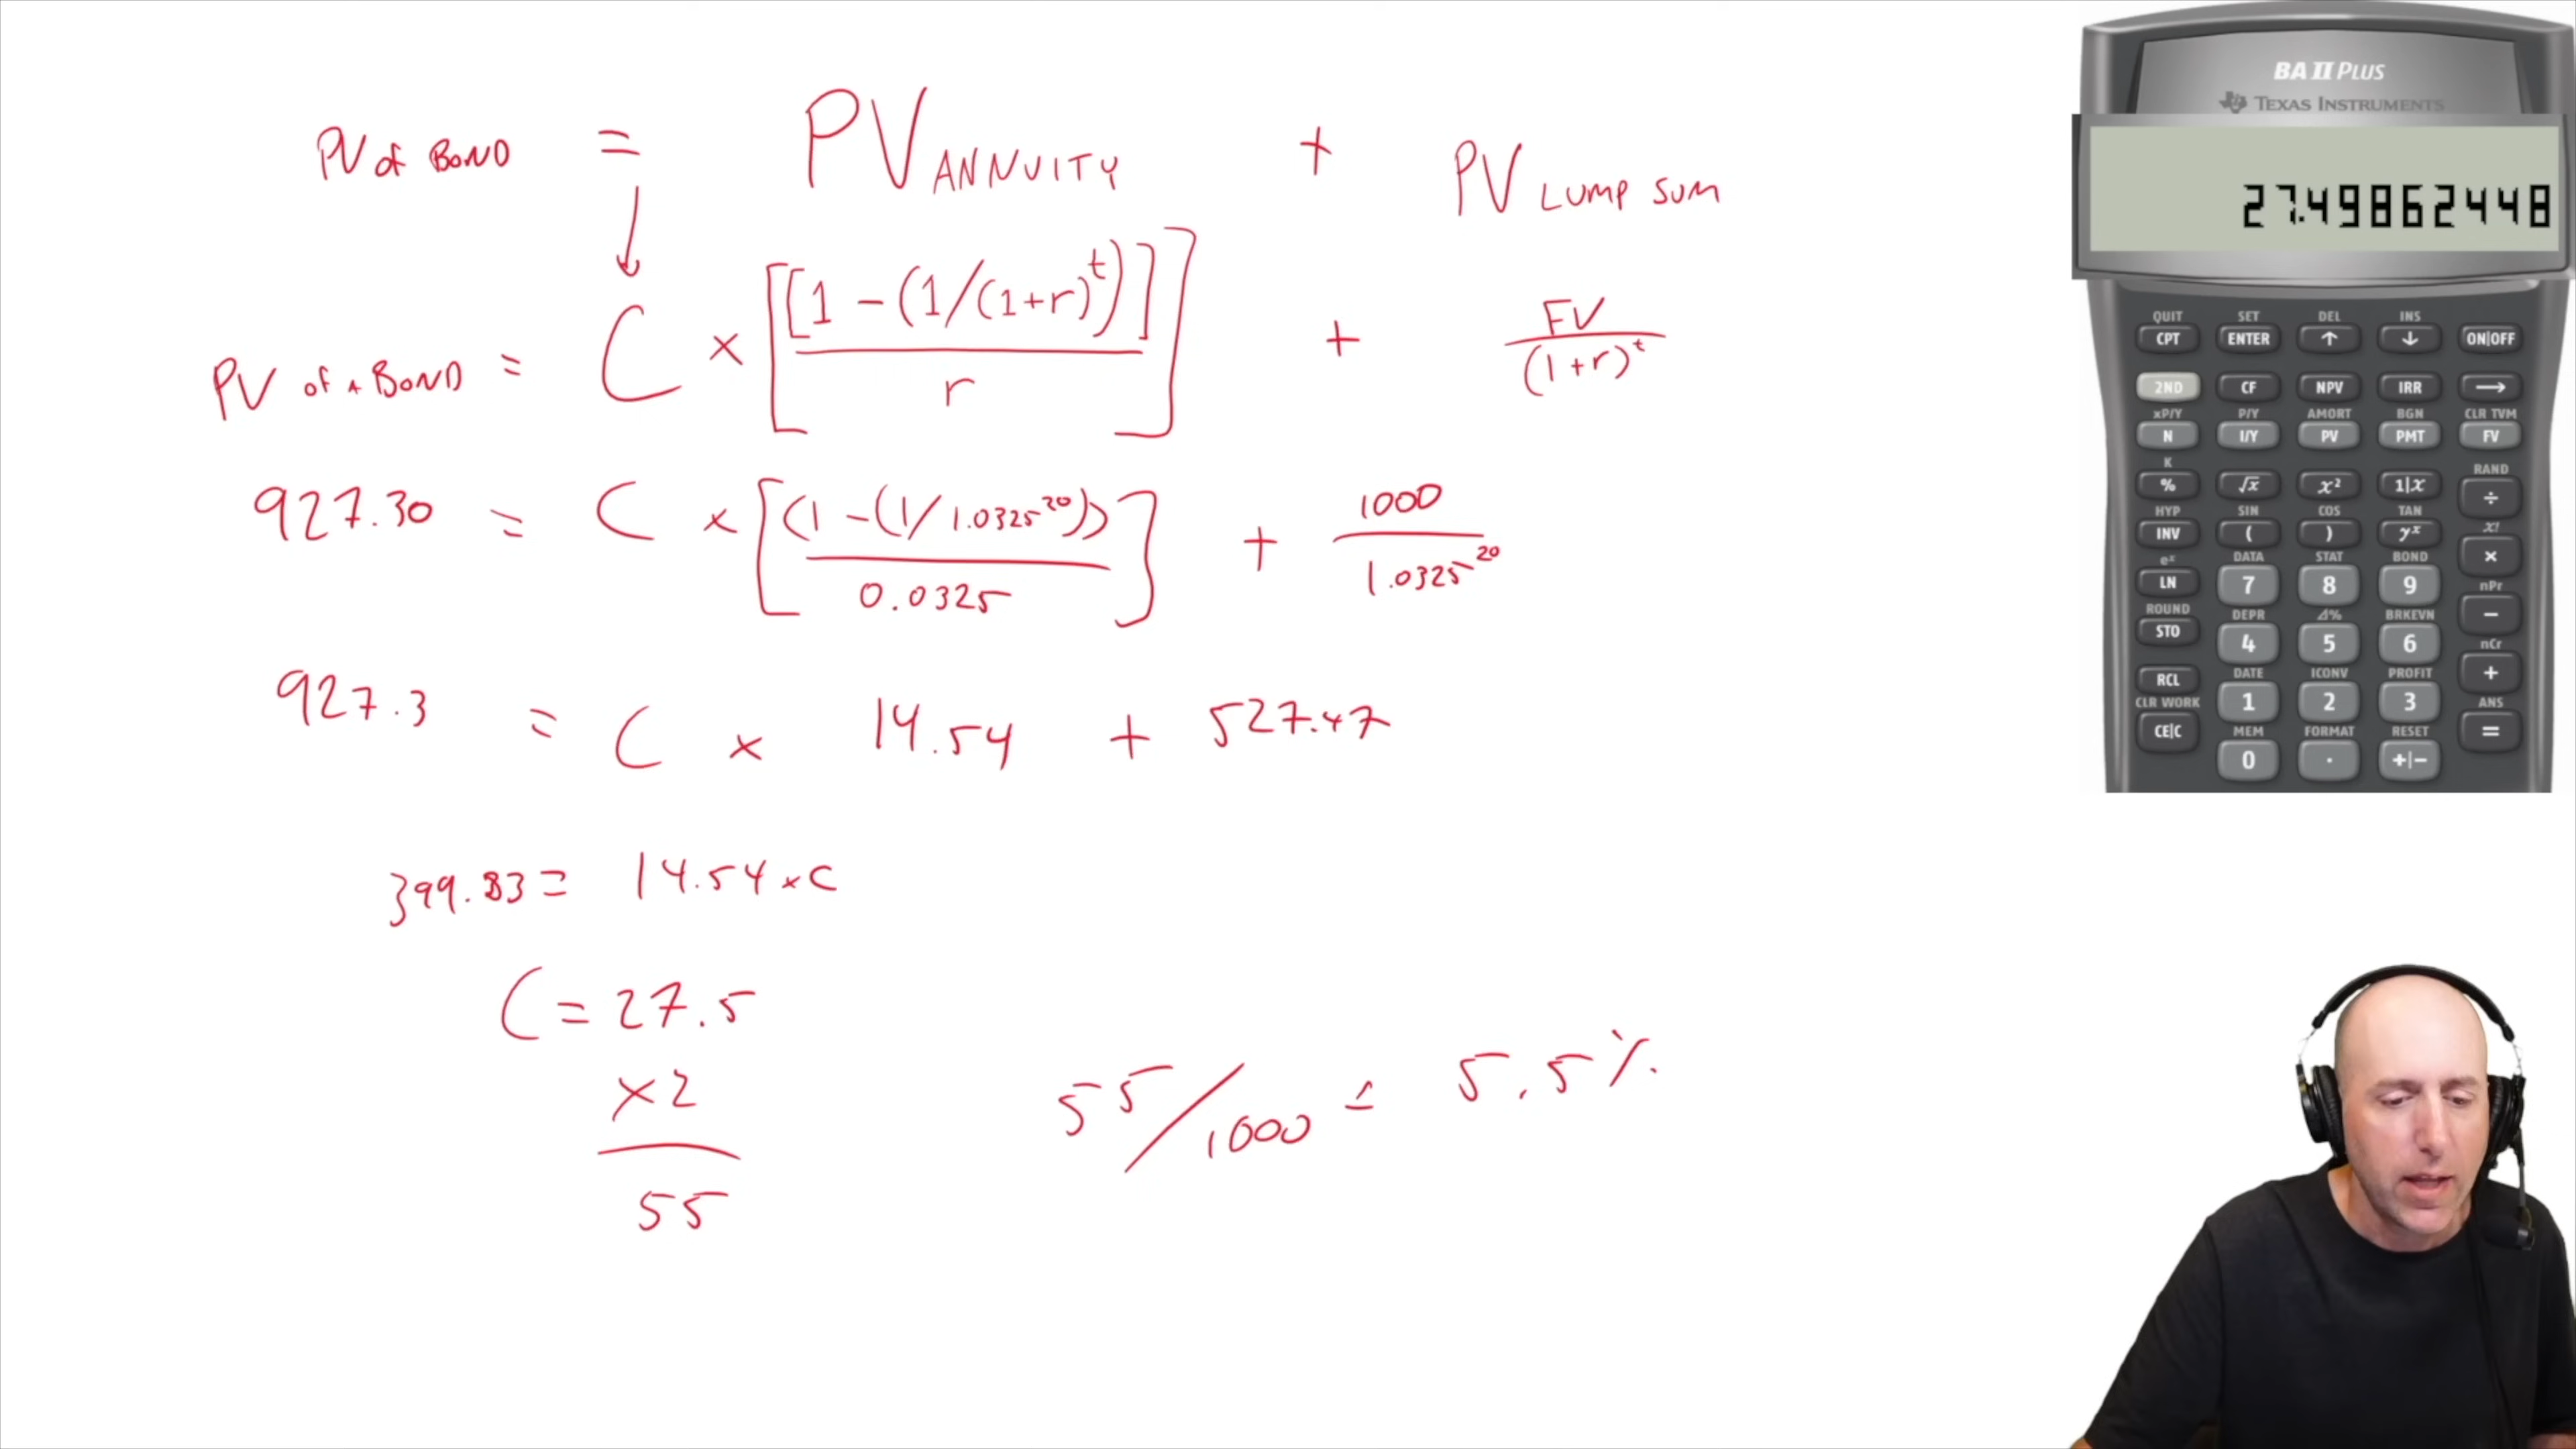 PV of BOND = PV ANNUITY + PV LUMP SUM
PV of A BOND = C × [[1 - (1/(1+r)^t)]] / r + FV / (1+r)^t
927.30 = C × [(1 - (1/1.0325^20)) / 0.0325] + 1000 / 1.0325^20
927.3 = C × 14.54 + 527.47
399.83 = 14.54 × C
C = 27.5
×2
55
55/1000 = 5.5%
BA II PLUS
TEXAS INSTRUMENTS
27.49862448
QUIT SET DEL INS
CPT ENTER ↑ ↓ ON|OFF
2ND CF NPV IRR →
xP/Y P/Y AMORT BGN CLR TVM
N I/Y PV PMT FV
K RAND
% √x x² 1|x ÷
HYP SIN COS TAN x!
INV ( ) yˣ ×
eˣ DATA STAT BOND nPr
LN 7 8 9 −
ROUND DEPR Δ% BRKEVN nCr
STO 4 5 6 +
DATE ICONV PROFIT ANS
RCL 1 2 3 =
CLR WORK MEM FORMAT RESET
CE|C 0 . +|−